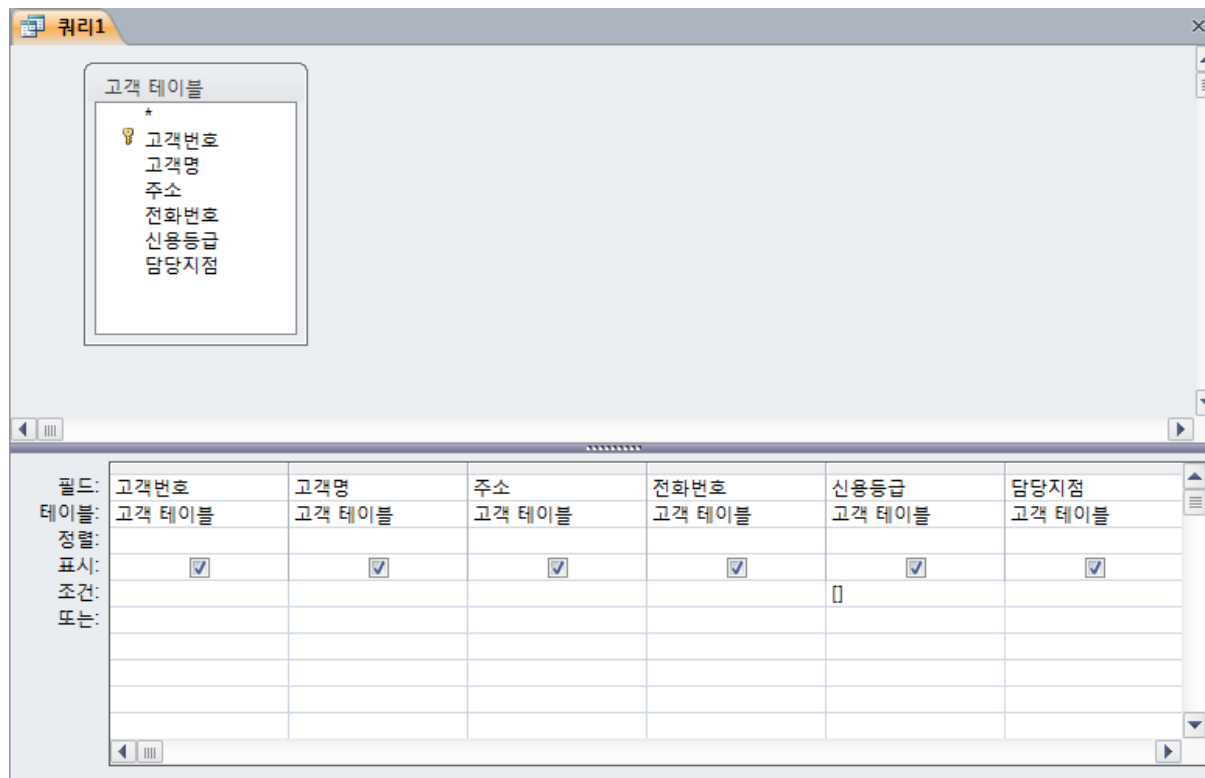 쿼리1
고객 테이블
*
고객번호
고객명
주소
전화번호
신용등급
담당지점
필드: 고객번호 고객명 주소 전화번호 신용등급 담당지점
테이블: 고객 테이블 고객 테이블 고객 테이블 고객 테이블 고객 테이블 고객 테이블
정렬:
표시:
조건: []
또는: